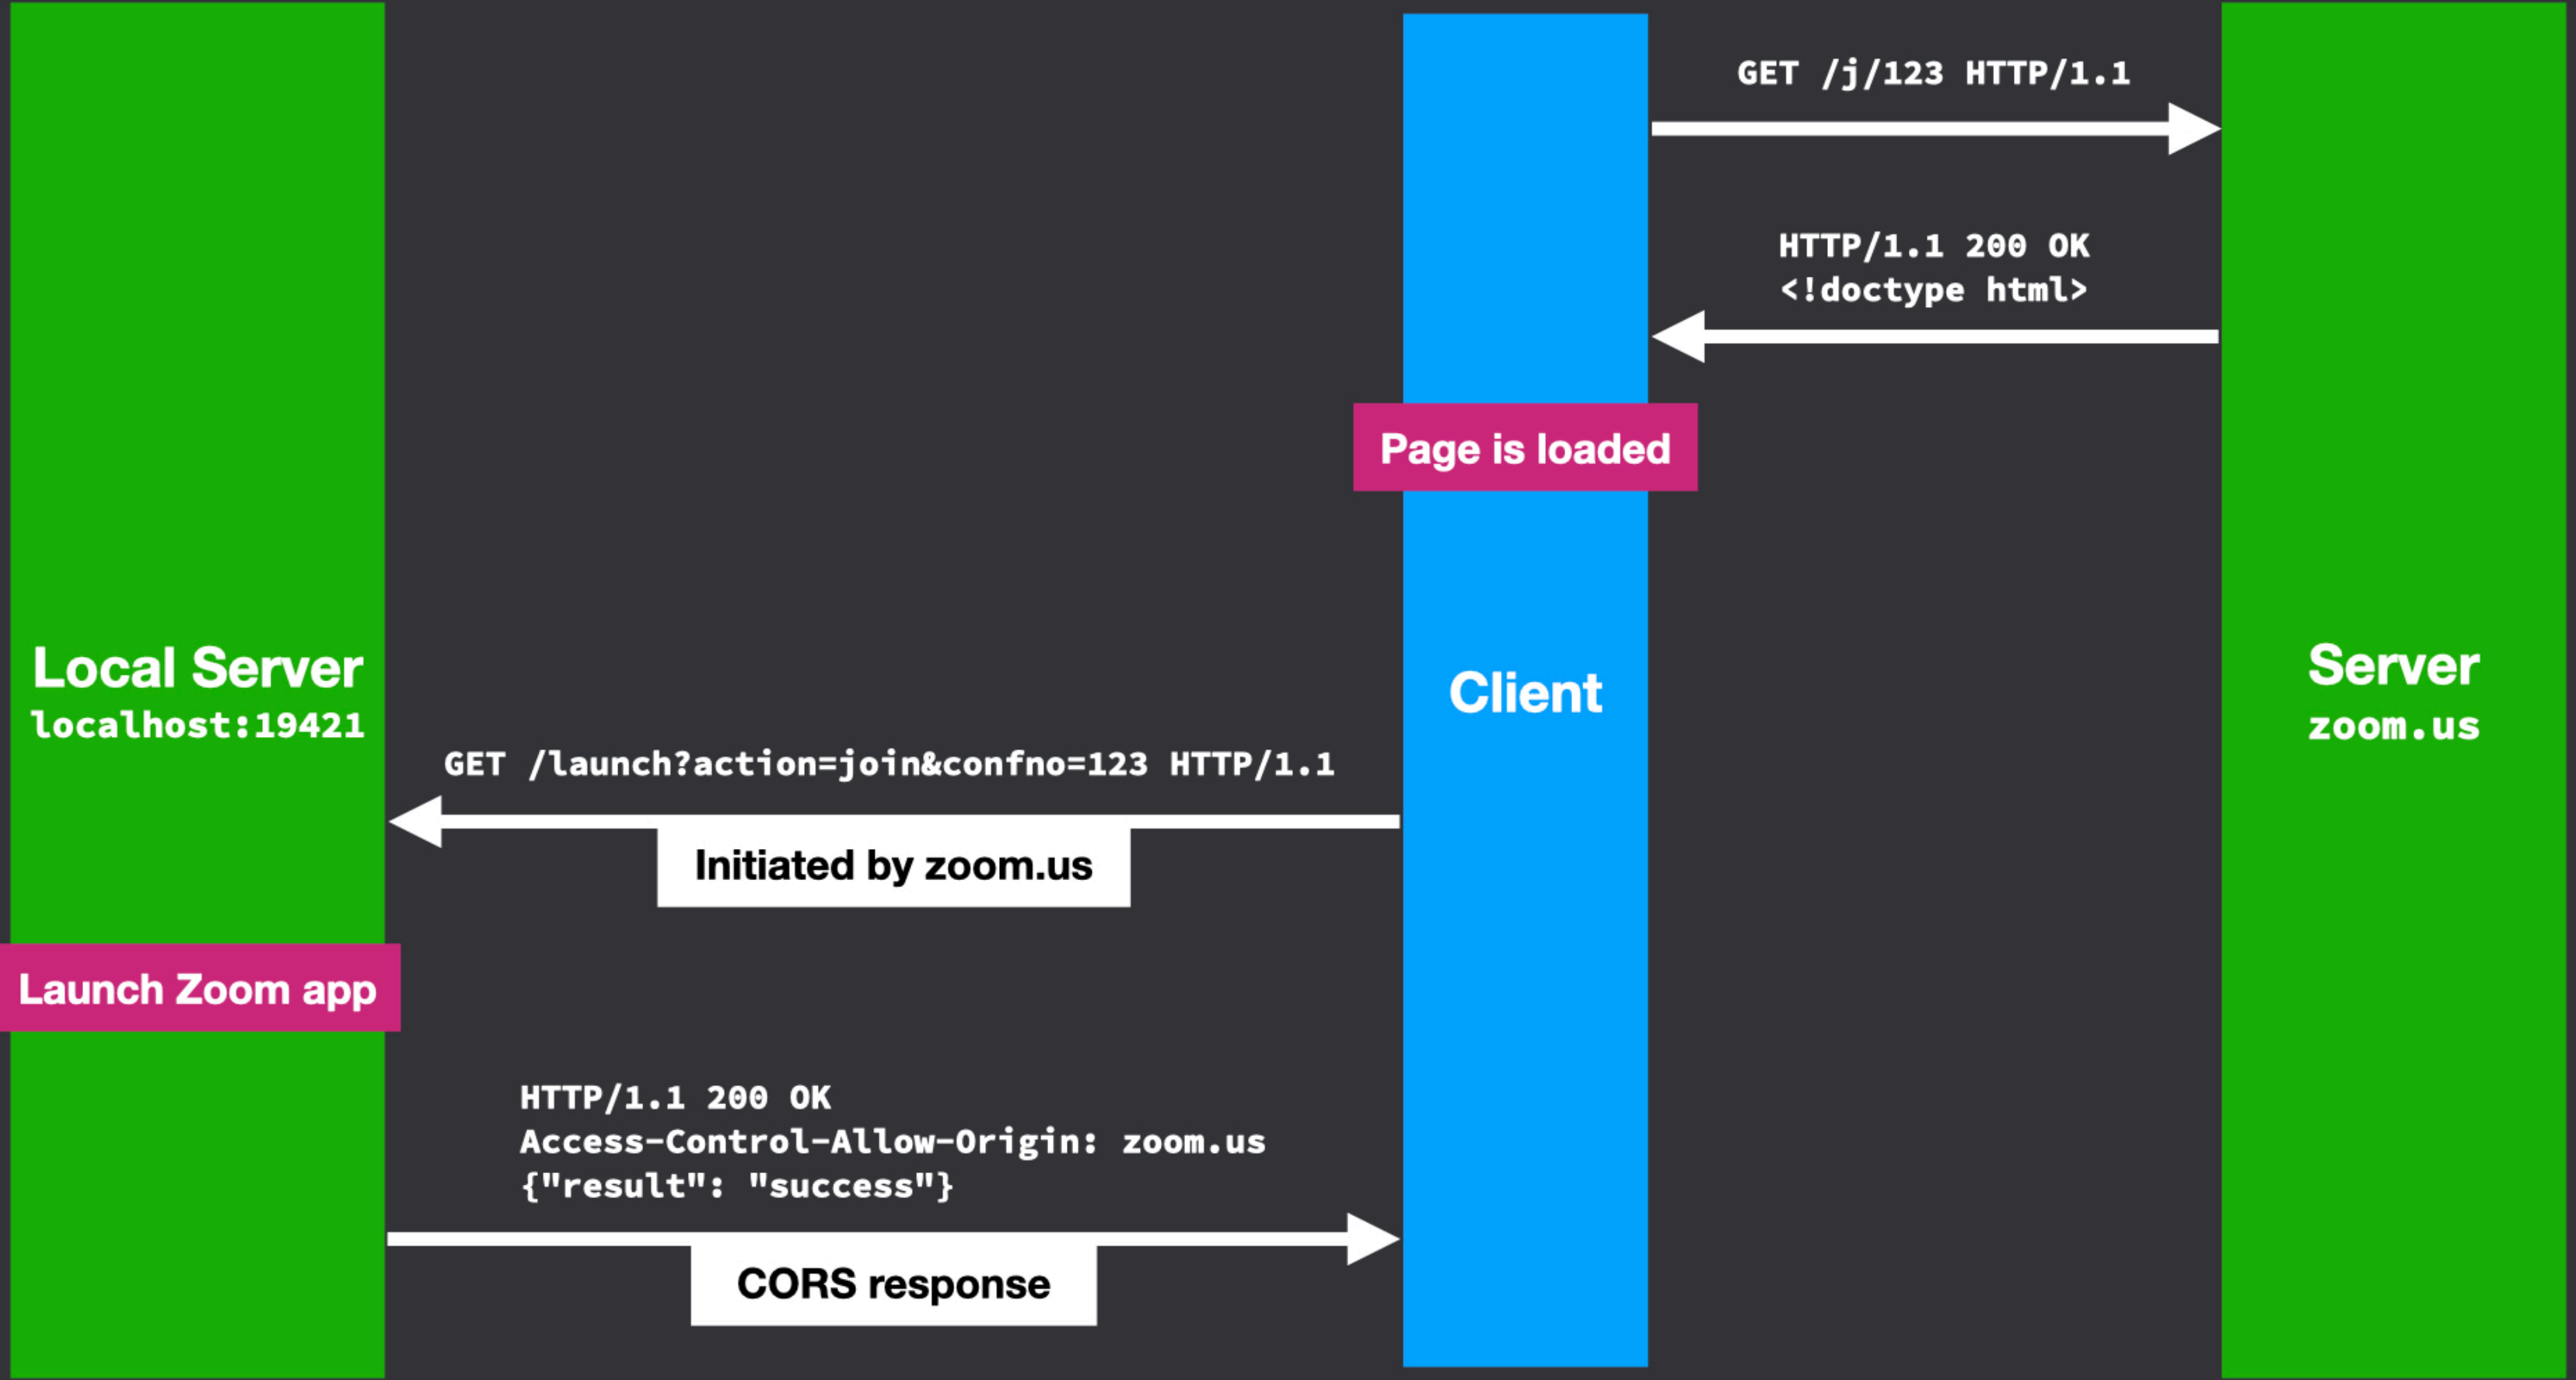 GET /j/123 HTTP/1.1
HTTP/1.1 200 OK
<!doctype html>
Page is loaded
Local Server
localhost:19421
Client
Server
zoom.us
GET /launch?action=join&confno=123 HTTP/1.1
Initiated by zoom.us
Launch Zoom app
HTTP/1.1 200 OK
Access-Control-Allow-Origin: zoom.us
{"result": "success"}
CORS response